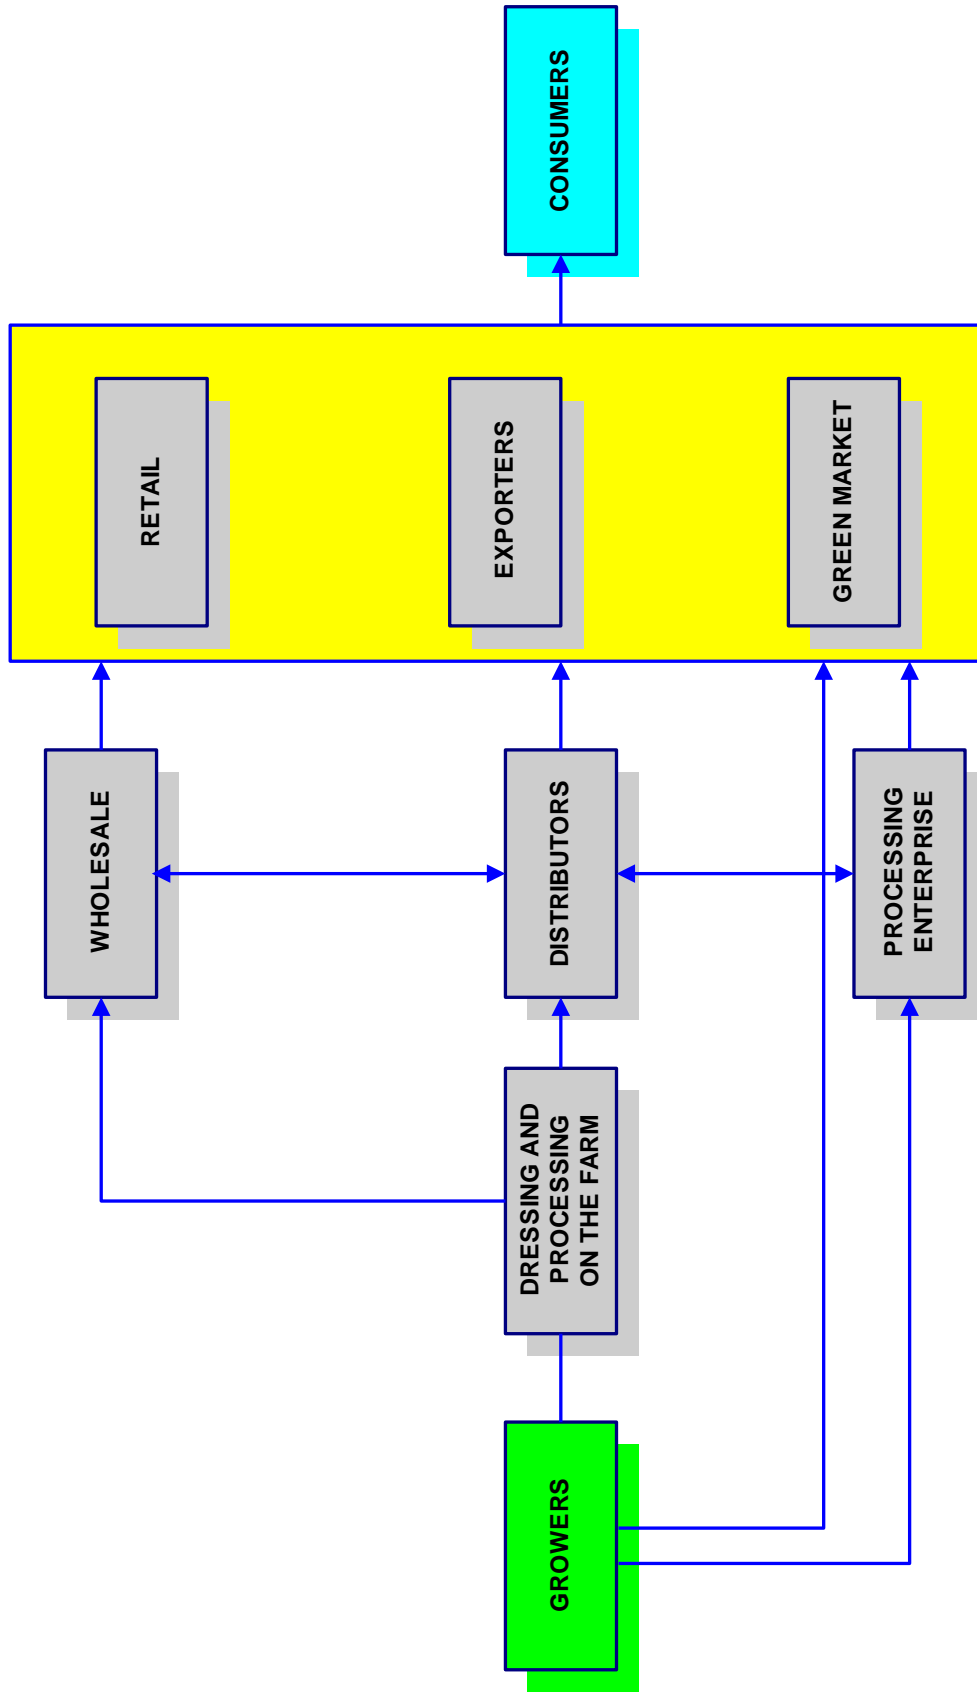 GROWERS
DRESSING AND
PROCESSING
ON THE FARM
WHOLESALE
DISTRIBUTORS
PROCESSING
ENTERPRISE
RETAIL
EXPORTERS
GREEN MARKET
CONSUMERS